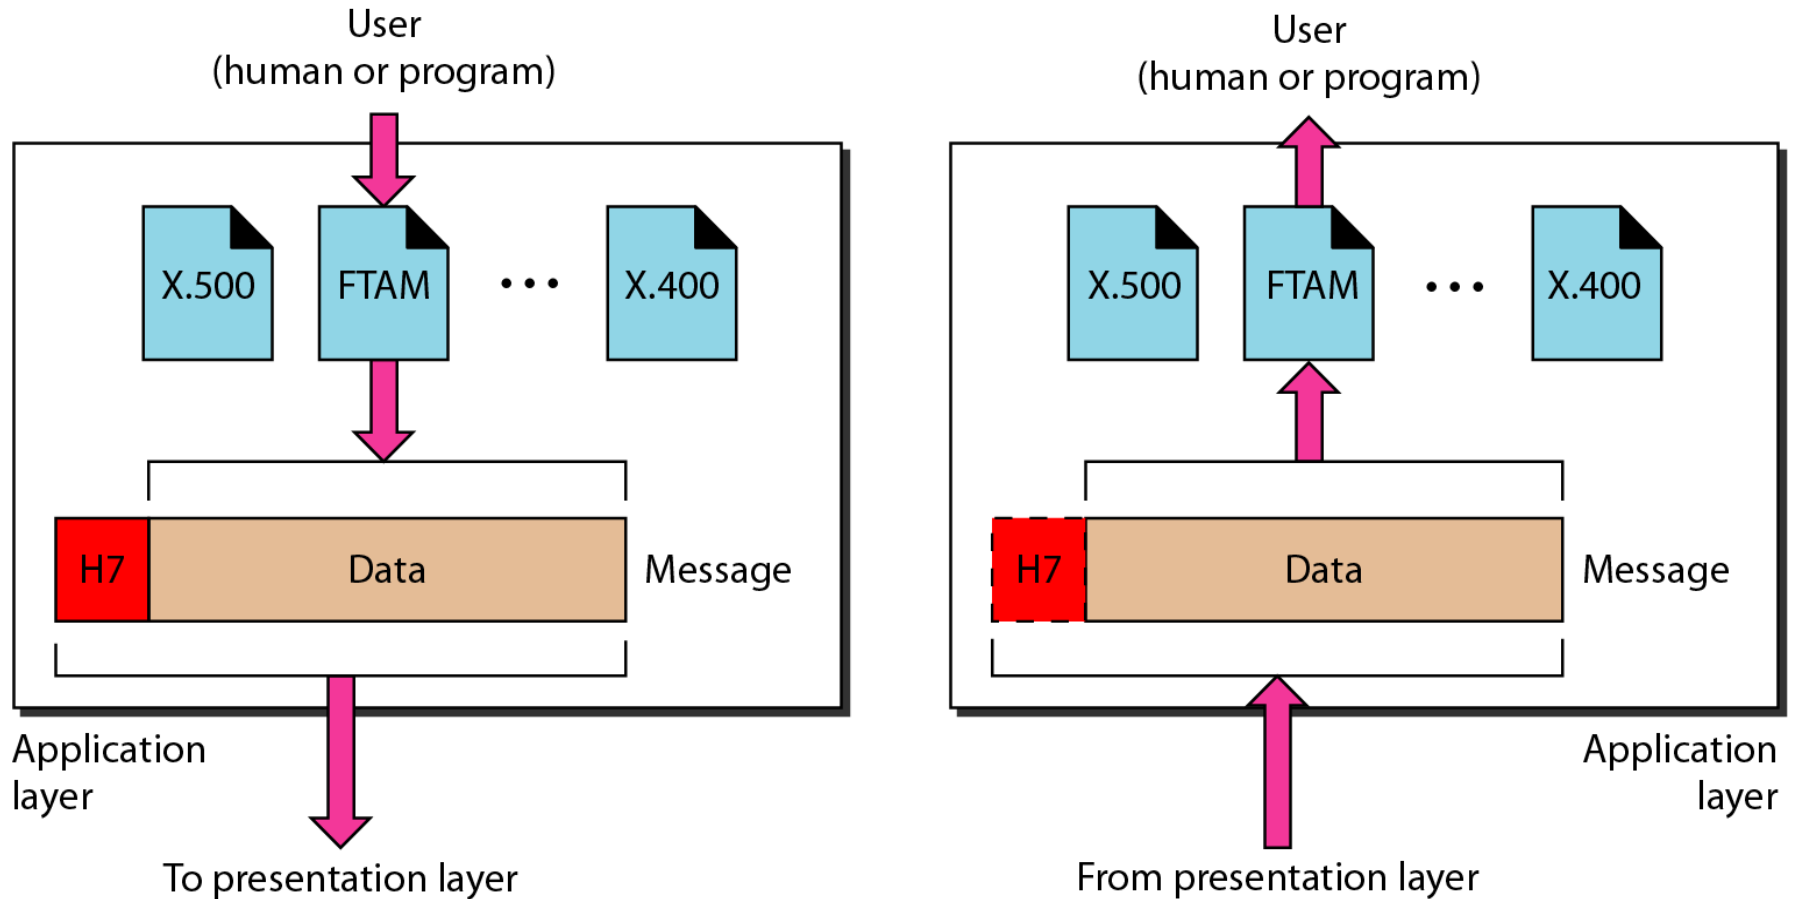 User
(human or program)
X.500
FTAM
...
X.400
H7
Data
Message
Application
layer
To presentation layer
User
(human or program)
X.500
FTAM
...
X.400
H7
Data
Message
Application
layer
From presentation layer